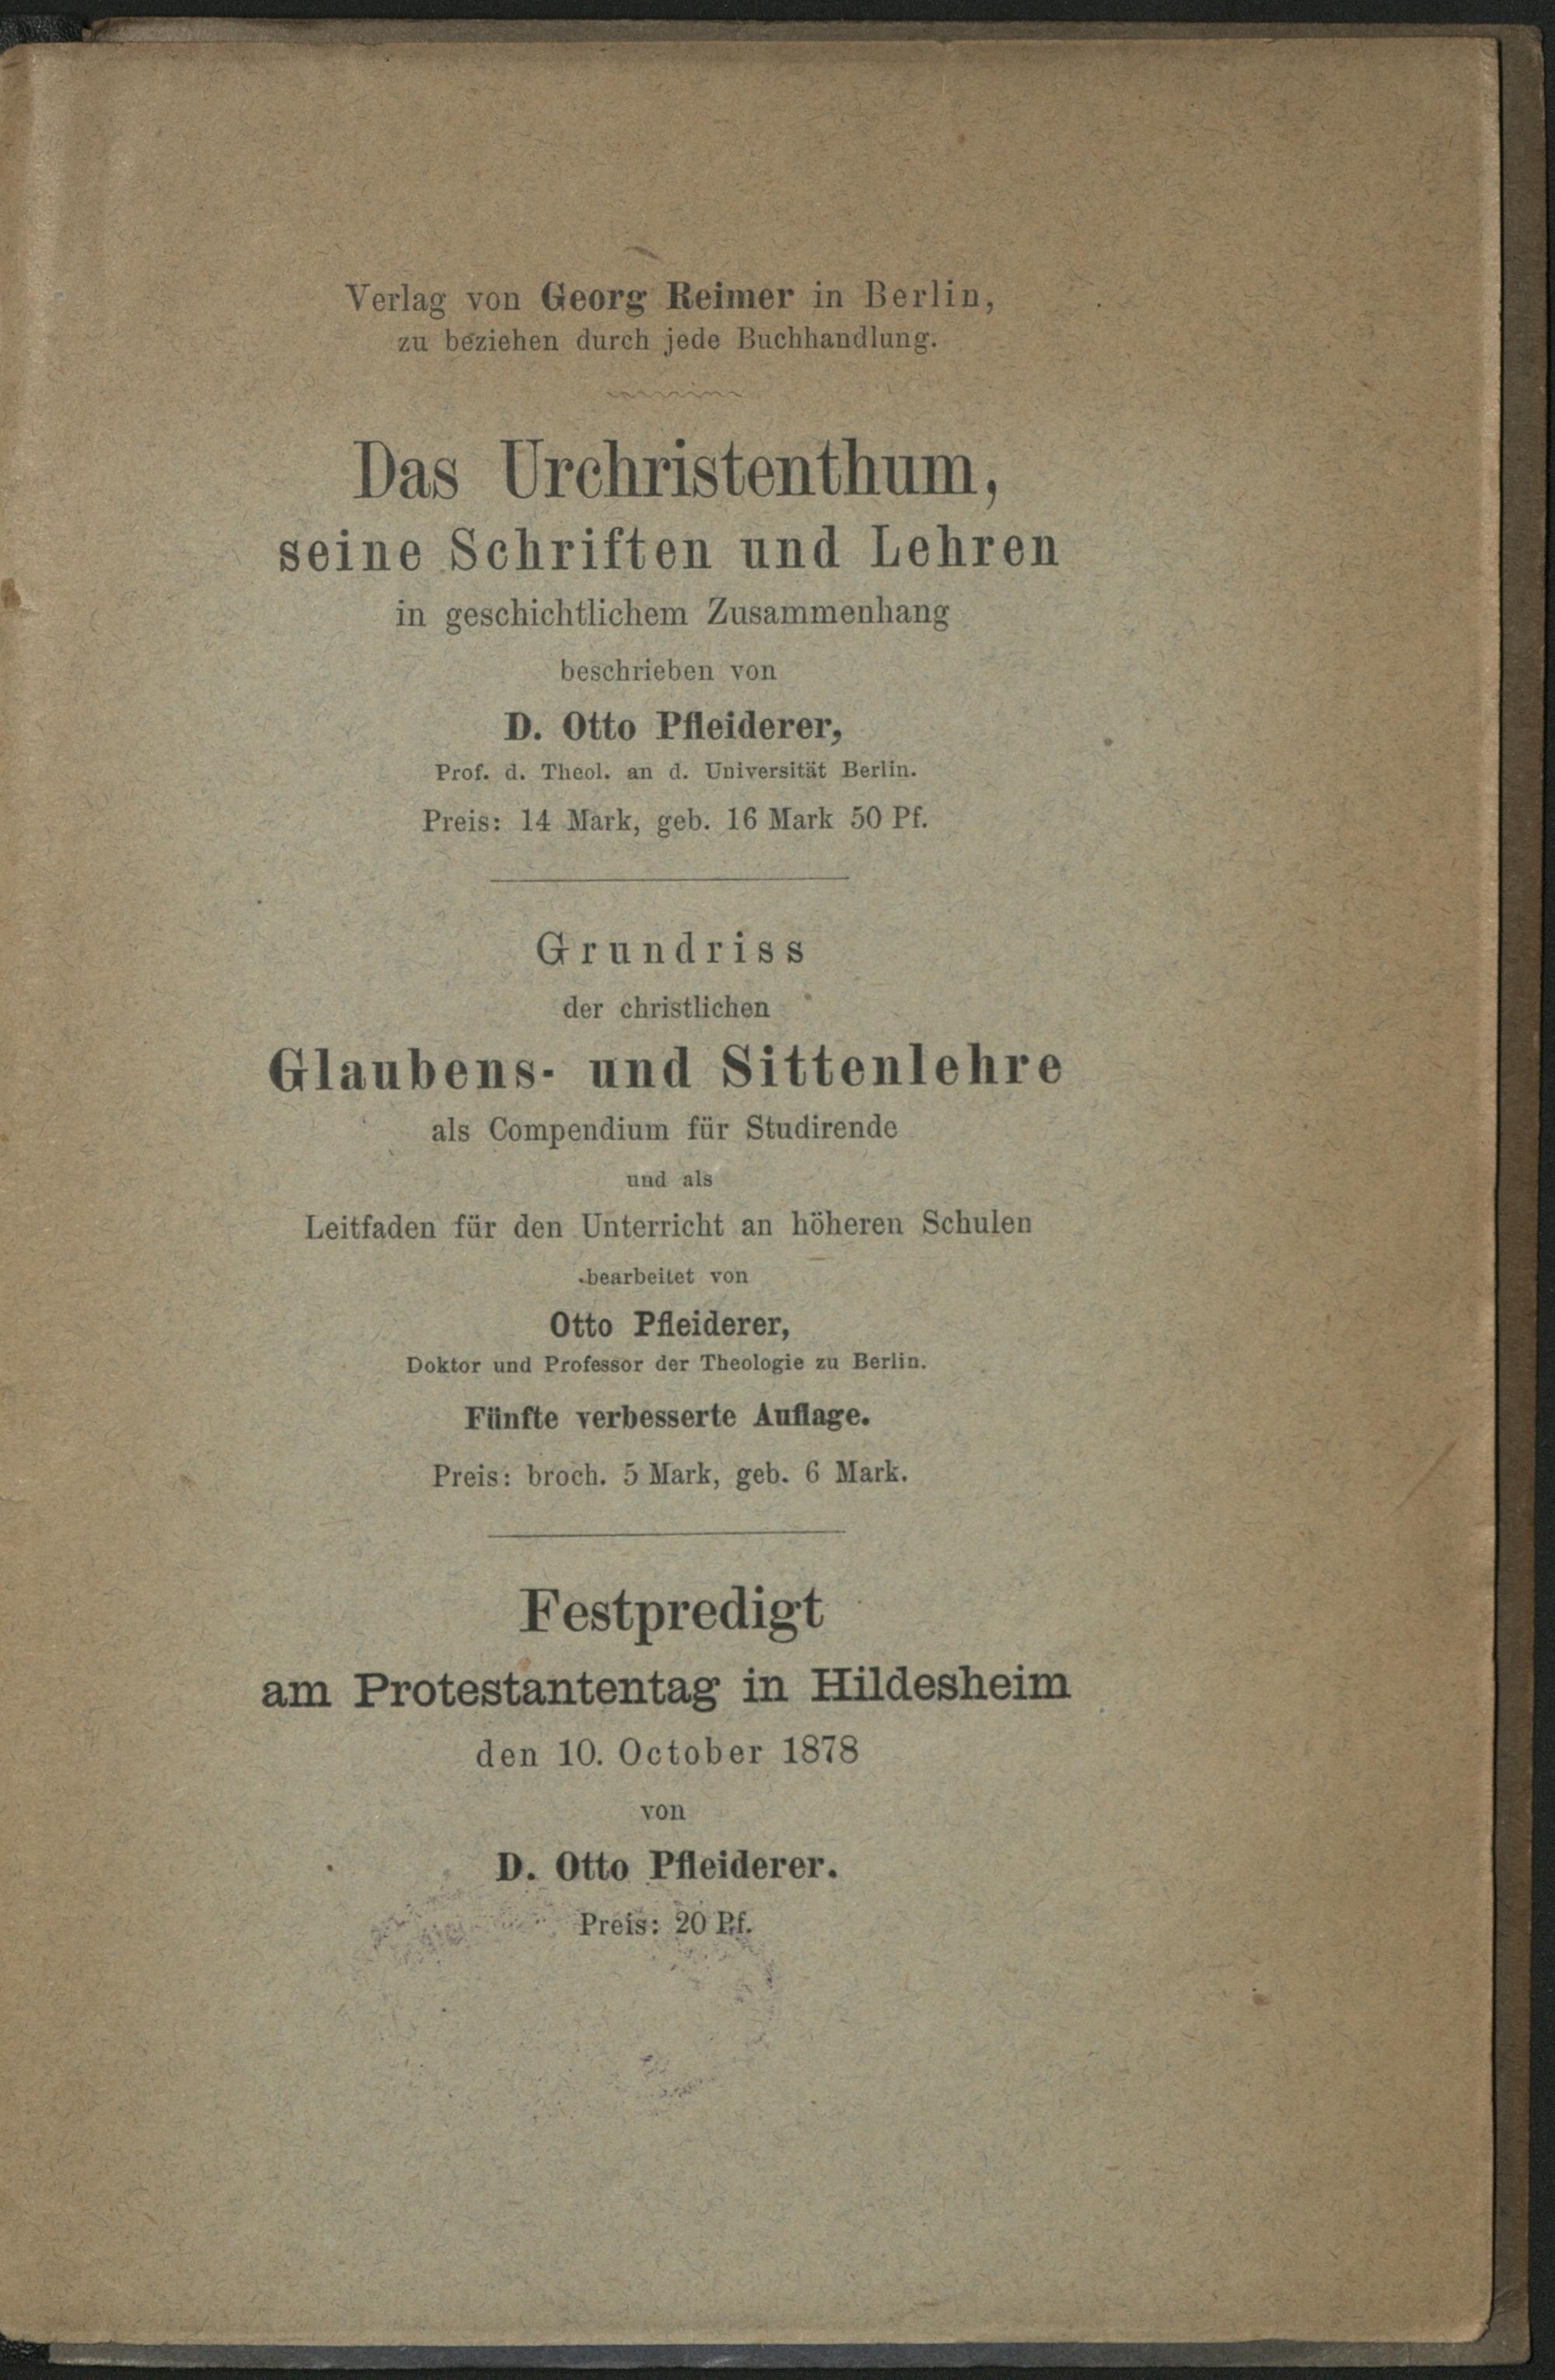 Verlag von Georg Reimer in Berlin,
zu beziehen durch jede Buchhandlung.
Das Urchristenthum,
seine Schriften und Lehren
in geschichtlichem Zusammenhang
beschrieben von
D. Otto Pfleiderer,
Prof. d. Theol. an d. Universität Berlin.
Preis: 14 Mark, geb. 16 Mark 50 Pf.
Grundriss
der christlichen
Glaubens- und Sittenlehre
als Compendium für Studirende
und als
Leitfaden für den Unterricht an höheren Schulen
bearbeitet von
Otto Pfleiderer,
Doktor und Professor der Theologie zu Berlin.
Fünfte verbesserte Auflage.
Preis: broch. 5 Mark, geb. 6 Mark.
Festpredigt
am Protestantentag in Hildesheim
den 10. October 1878
von
D. Otto Pfleiderer.
Preis: 20 Pf.